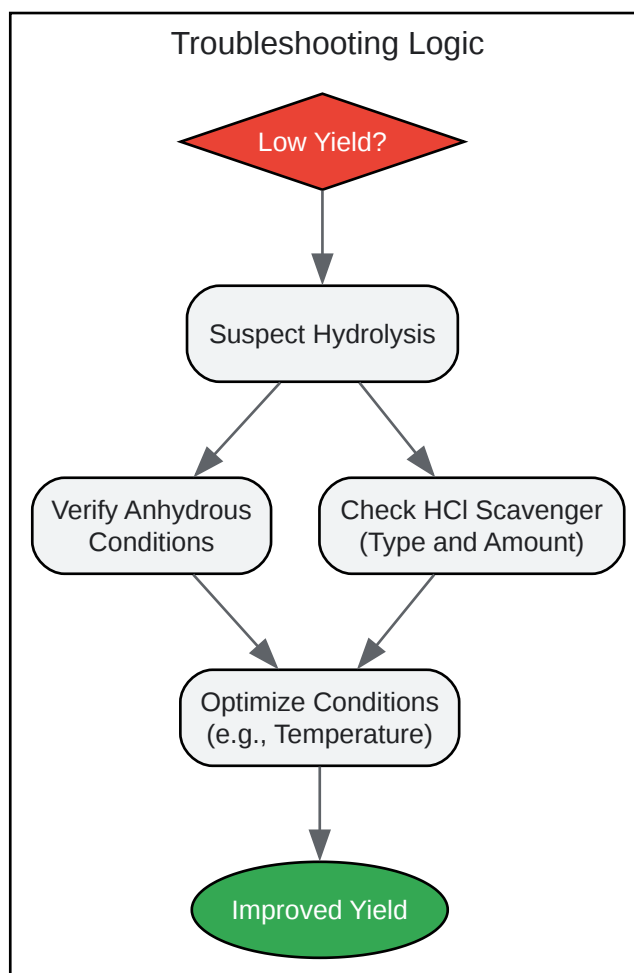 Troubleshooting Logic
Low Yield?
Suspect Hydrolysis
Verify Anhydrous
Conditions
Check HCl Scavenger
(Type and Amount)
Optimize Conditions
(e.g., Temperature)
Improved Yield